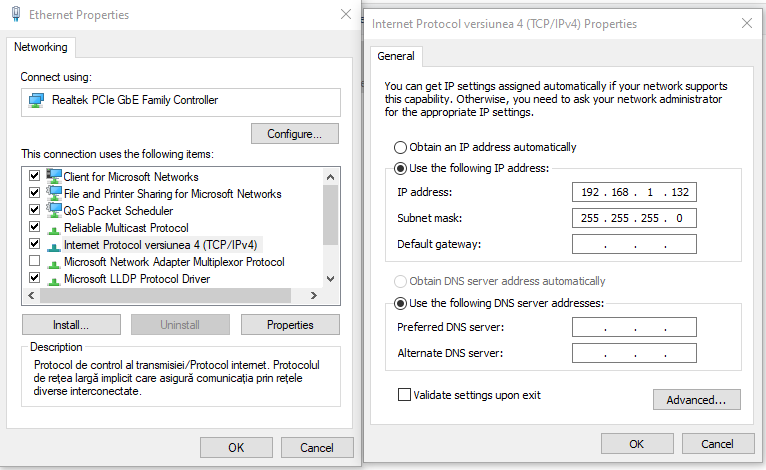 Ethernet Properties
Networking
Connect using:
Realtek PCIe GbE Family Controller
Configure...
This connection uses the following items:
Client for Microsoft Networks
File and Printer Sharing for Microsoft Networks
QoS Packet Scheduler
Reliable Multicast Protocol
Internet Protocol versiunea 4 (TCP/IPv4)
Microsoft Network Adapter Multiplexor Protocol
Microsoft LLDP Protocol Driver
Install...
Uninstall
Properties
Description
Protocol de control al transmisiei/Protocol internet. Protocolul
de rețea largă implicit care asigură comunicația prin rețele
diverse interconectate.
OK
Cancel
Internet Protocol versiunea 4 (TCP/IPv4) Properties
General
You can get IP settings assigned automatically if your network supports
this capability. Otherwise, you need to ask your network administrator
for the appropriate IP settings.
Obtain an IP address automatically
Use the following IP address:
IP address:
192 . 168 . 1 . 132
Subnet mask:
255 . 255 . 255 . 0
Default gateway:
. . .
Obtain DNS server address automatically
Use the following DNS server addresses:
Preferred DNS server:
. . .
Alternate DNS server:
. . .
Validate settings upon exit
Advanced...
OK
Cancel